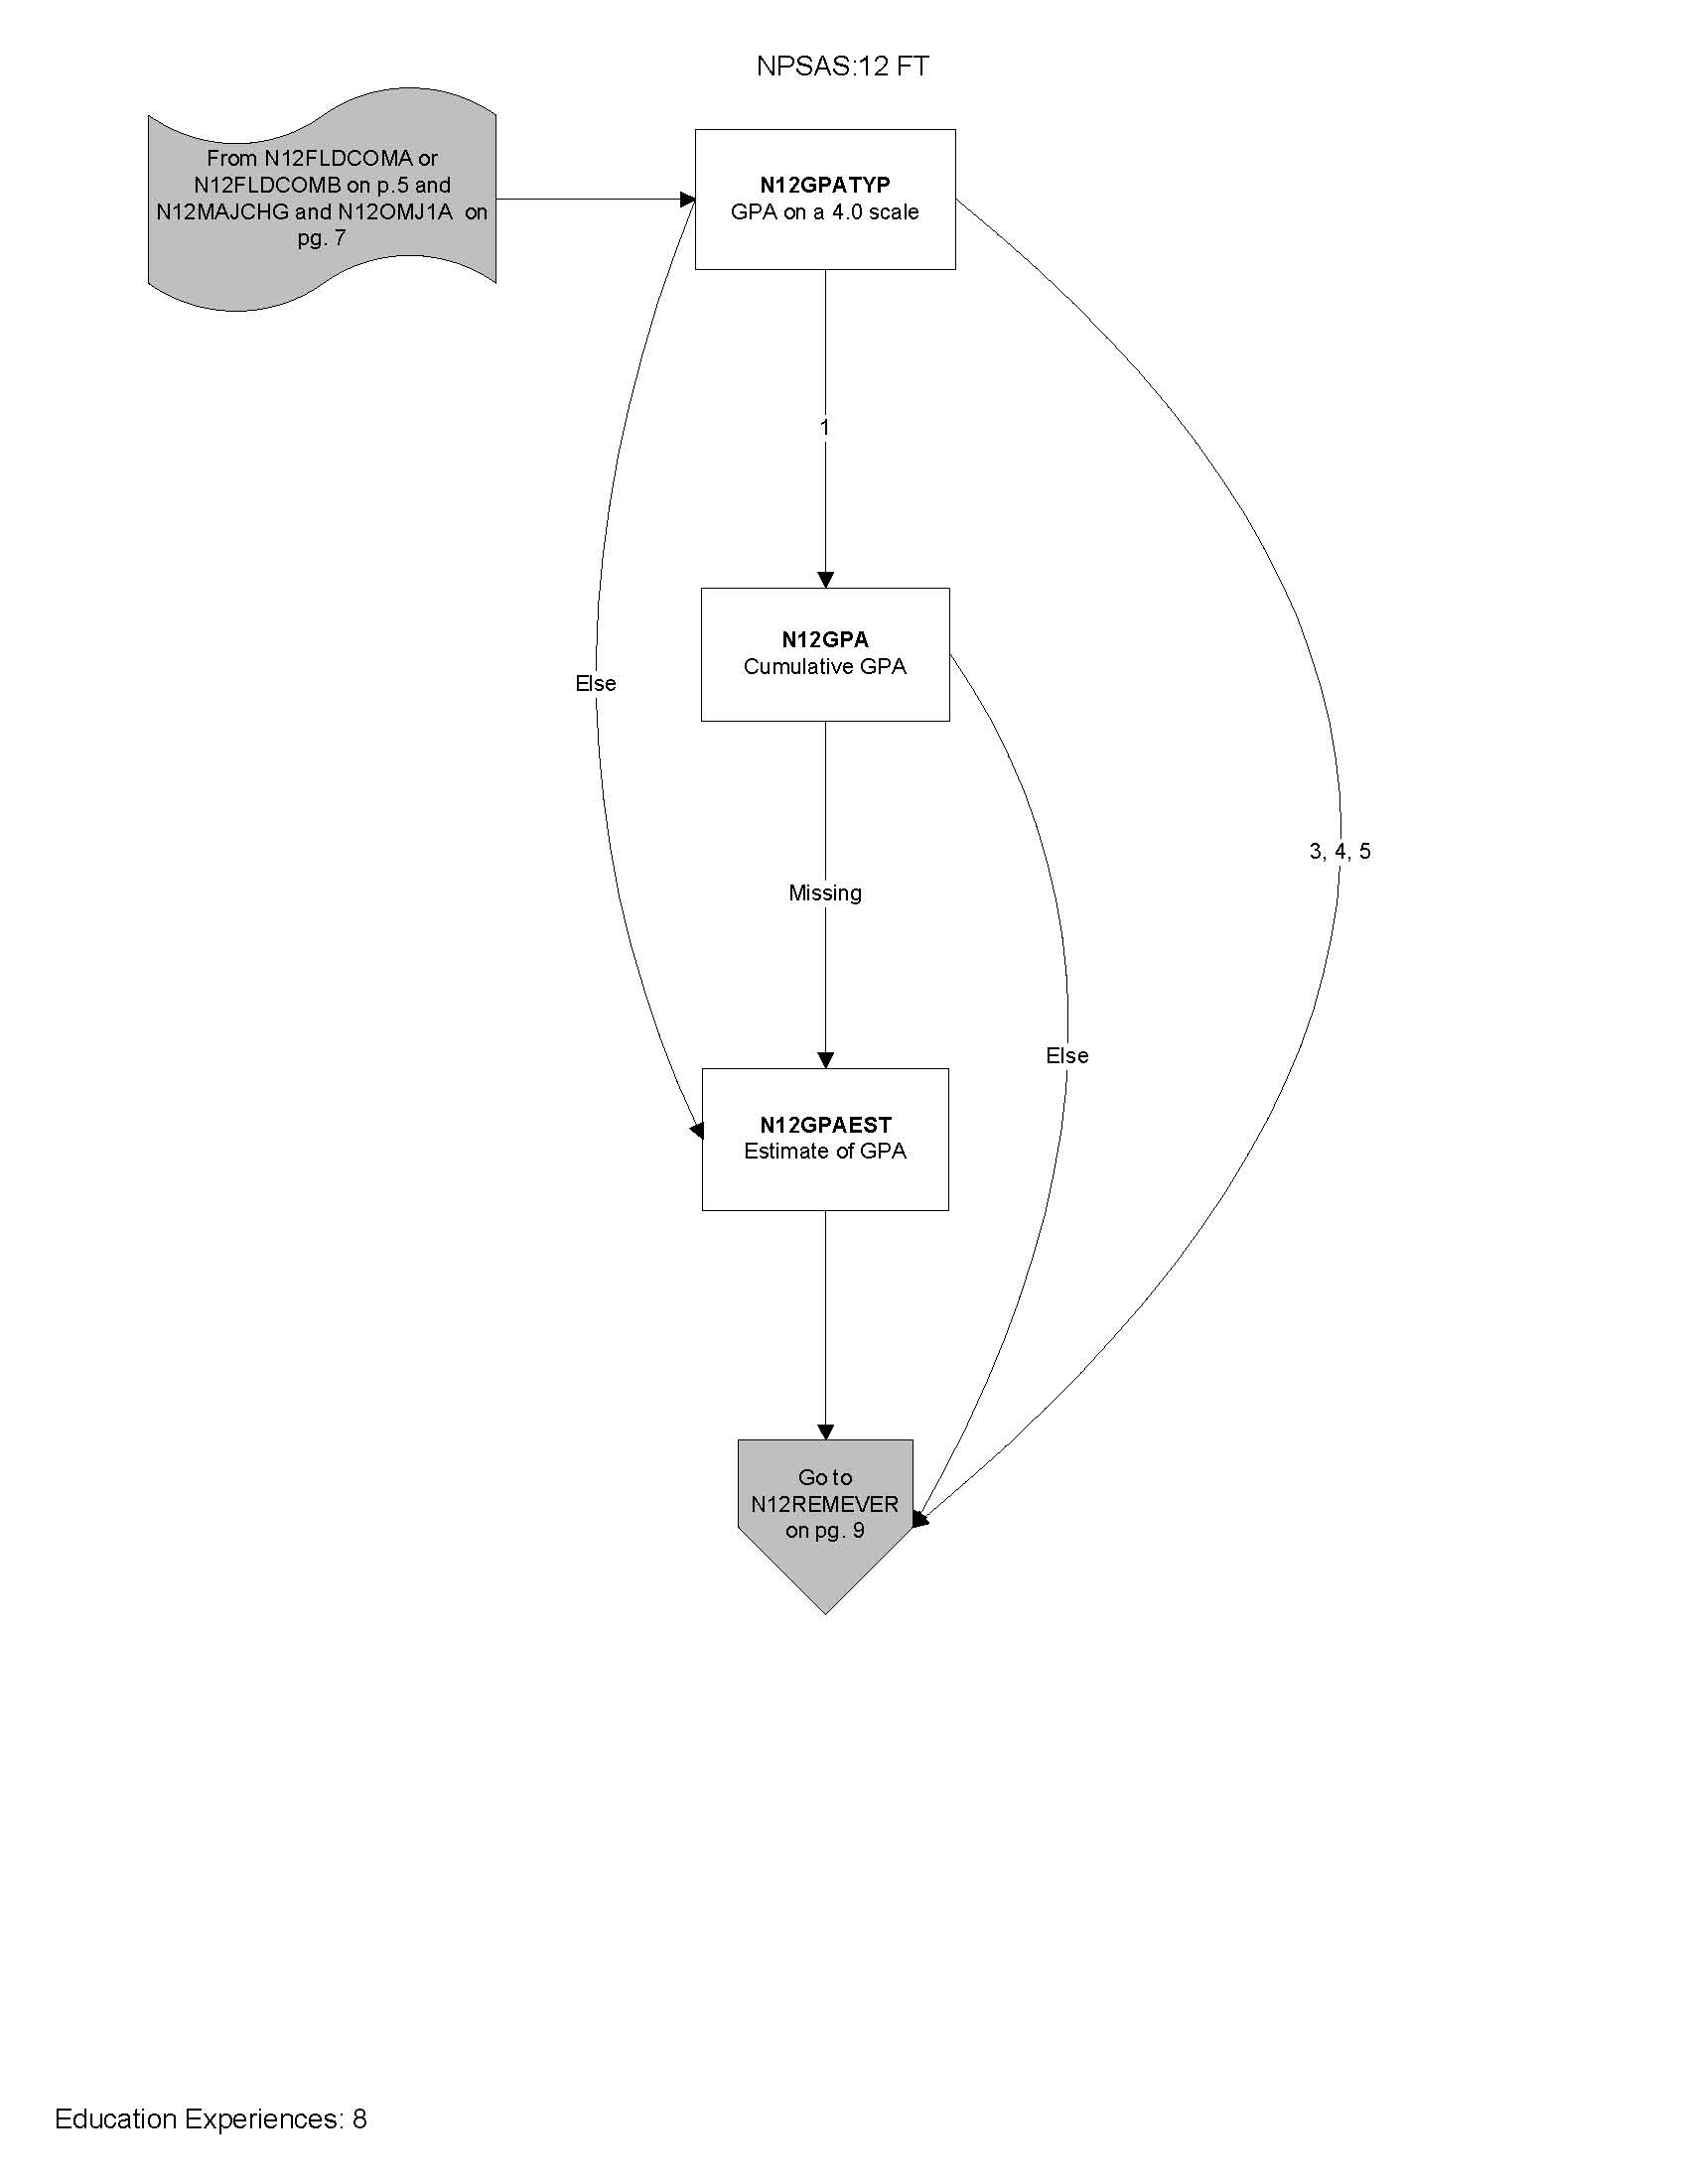 NPSAS:12 FT
From N12FLDCOMA or
N12FLDCOMB on p.5 and
N12MAJCHG and N12OMJ1A on
pg. 7
N12GPATYP
GPA on a 4.0 scale
1
N12GPA
Cumulative GPA
Else
3, 4, 5
Missing
Else
N12GPAEST
Estimate of GPA
Go to
N12REMEVER
on pg. 9
Education Experiences: 8